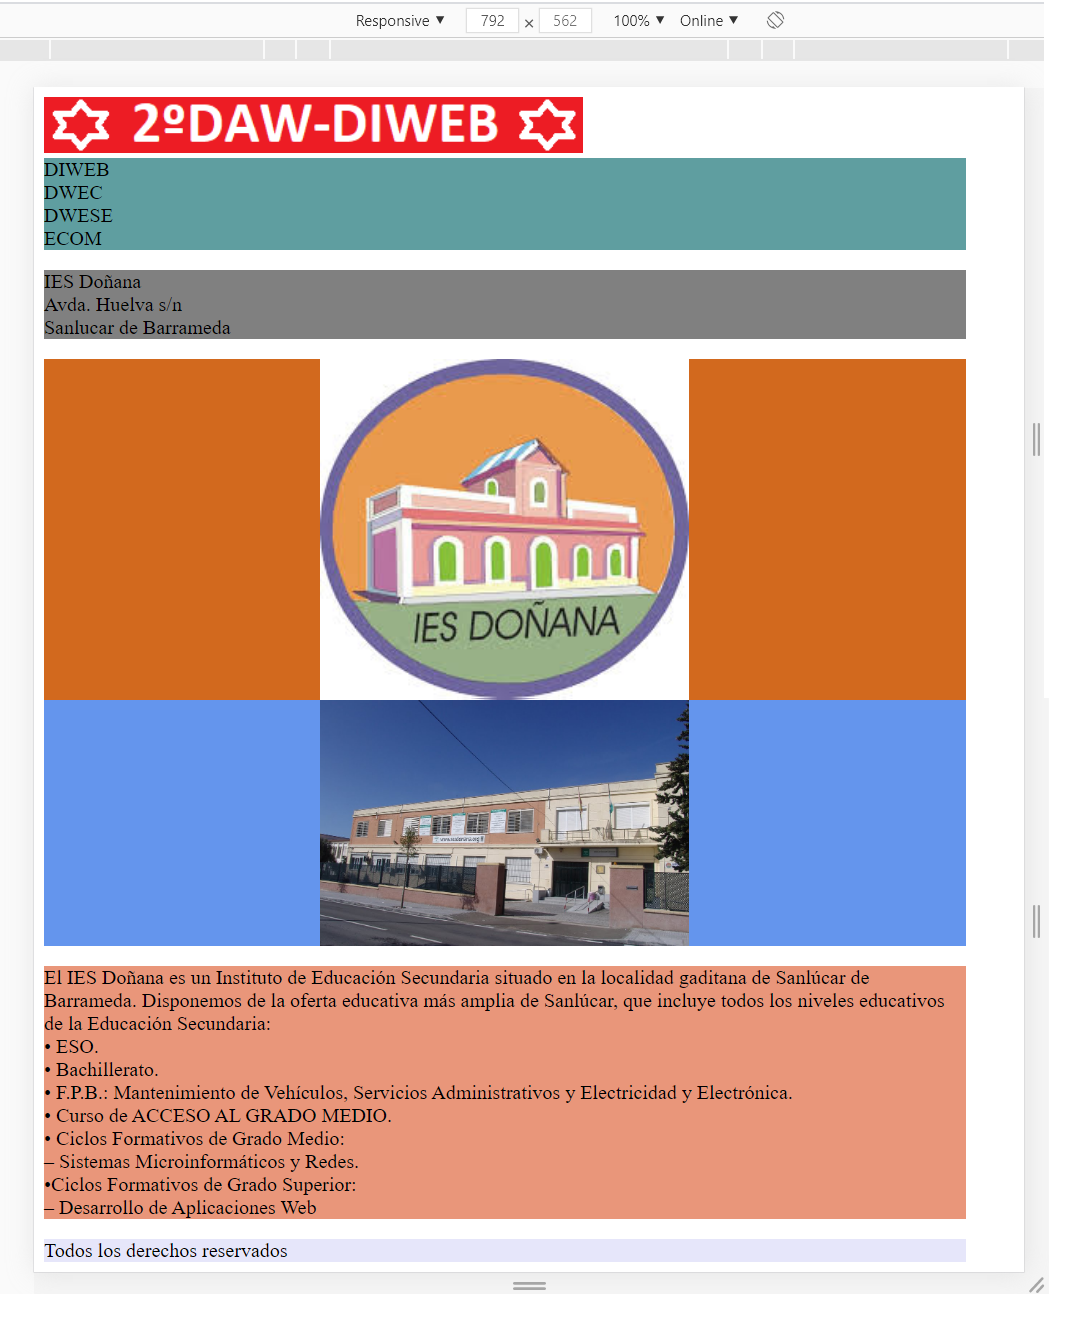 Responsive ▼ 792 × 562 100% ▼ Online ▼
2ºDAW-DIWEB
DIWEB
DWEC
DWESE
ECOM
IES Doñana
Avda. Huelva s/n
Sanlucar de Barrameda
IES DOÑANA
El IES Doñana es un Instituto de Educación Secundaria situado en la localidad gaditana de Sanlúcar de
Barrameda. Disponemos de la oferta educativa más amplia de Sanlúcar, que incluye todos los niveles educativos
de la Educación Secundaria:
• ESO.
• Bachillerato.
• F.P.B.: Mantenimiento de Vehículos, Servicios Administrativos y Electricidad y Electrónica.
• Curso de ACCESO AL GRADO MEDIO.
• Ciclos Formativos de Grado Medio:
– Sistemas Microinformáticos y Redes.
•Ciclos Formativos de Grado Superior:
– Desarrollo de Aplicaciones Web
Todos los derechos reservados